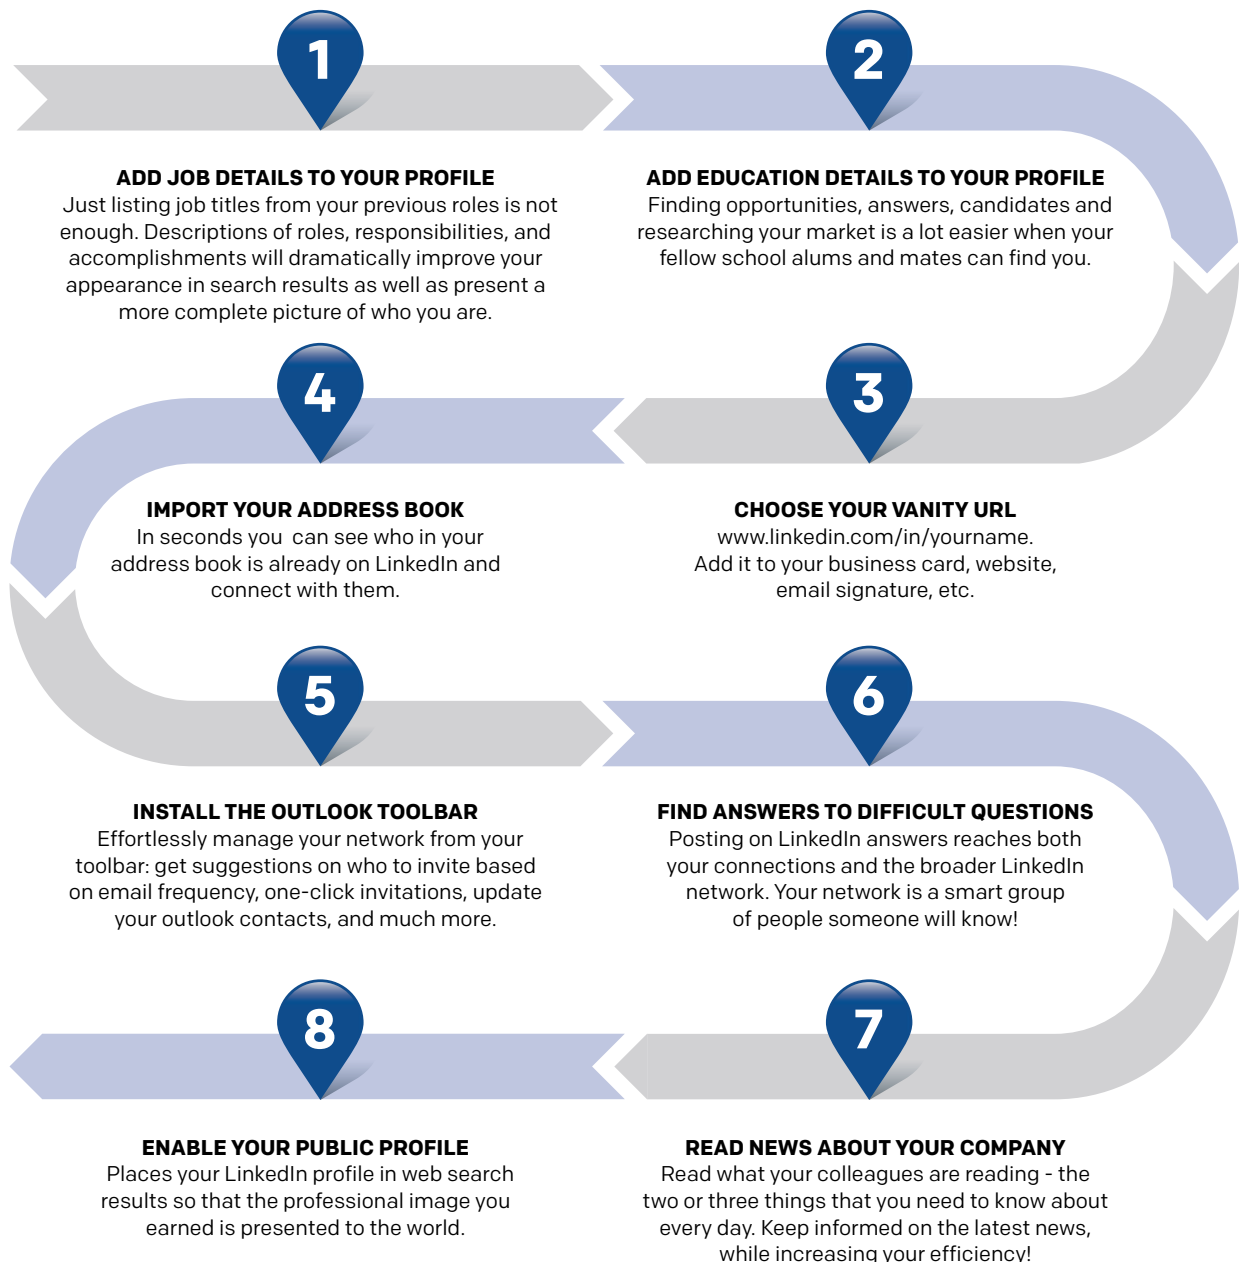 1
ADD JOB DETAILS TO YOUR PROFILE
Just listing job titles from your previous roles is not
enough. Descriptions of roles, responsibilities, and
accomplishments will dramatically improve your
appearance in search results as well as present a
more complete picture of who you are.
2
ADD EDUCATION DETAILS TO YOUR PROFILE
Finding opportunities, answers, candidates and
researching your market is a lot easier when your
fellow school alums and mates can find you.
3
CHOOSE YOUR VANITY URL
www.linkedin.com/in/yourname.
Add it to your business card, website,
email signature, etc.
4
IMPORT YOUR ADDRESS BOOK
In seconds you can see who in your
address book is already on LinkedIn and
connect with them.
5
INSTALL THE OUTLOOK TOOLBAR
Effortlessly manage your network from your
toolbar: get suggestions on who to invite based
on email frequency, one-click invitations, update
your outlook contacts, and much more.
6
FIND ANSWERS TO DIFFICULT QUESTIONS
Posting on LinkedIn answers reaches both
your connections and the broader LinkedIn
network. Your network is a smart group
of people someone will know!
7
READ NEWS ABOUT YOUR COMPANY
Read what your colleagues are reading - the
two or three things that you need to know about
every day. Keep informed on the latest news,
while increasing your efficiency!
8
ENABLE YOUR PUBLIC PROFILE
Places your LinkedIn profile in web search
results so that the professional image you
earned is presented to the world.